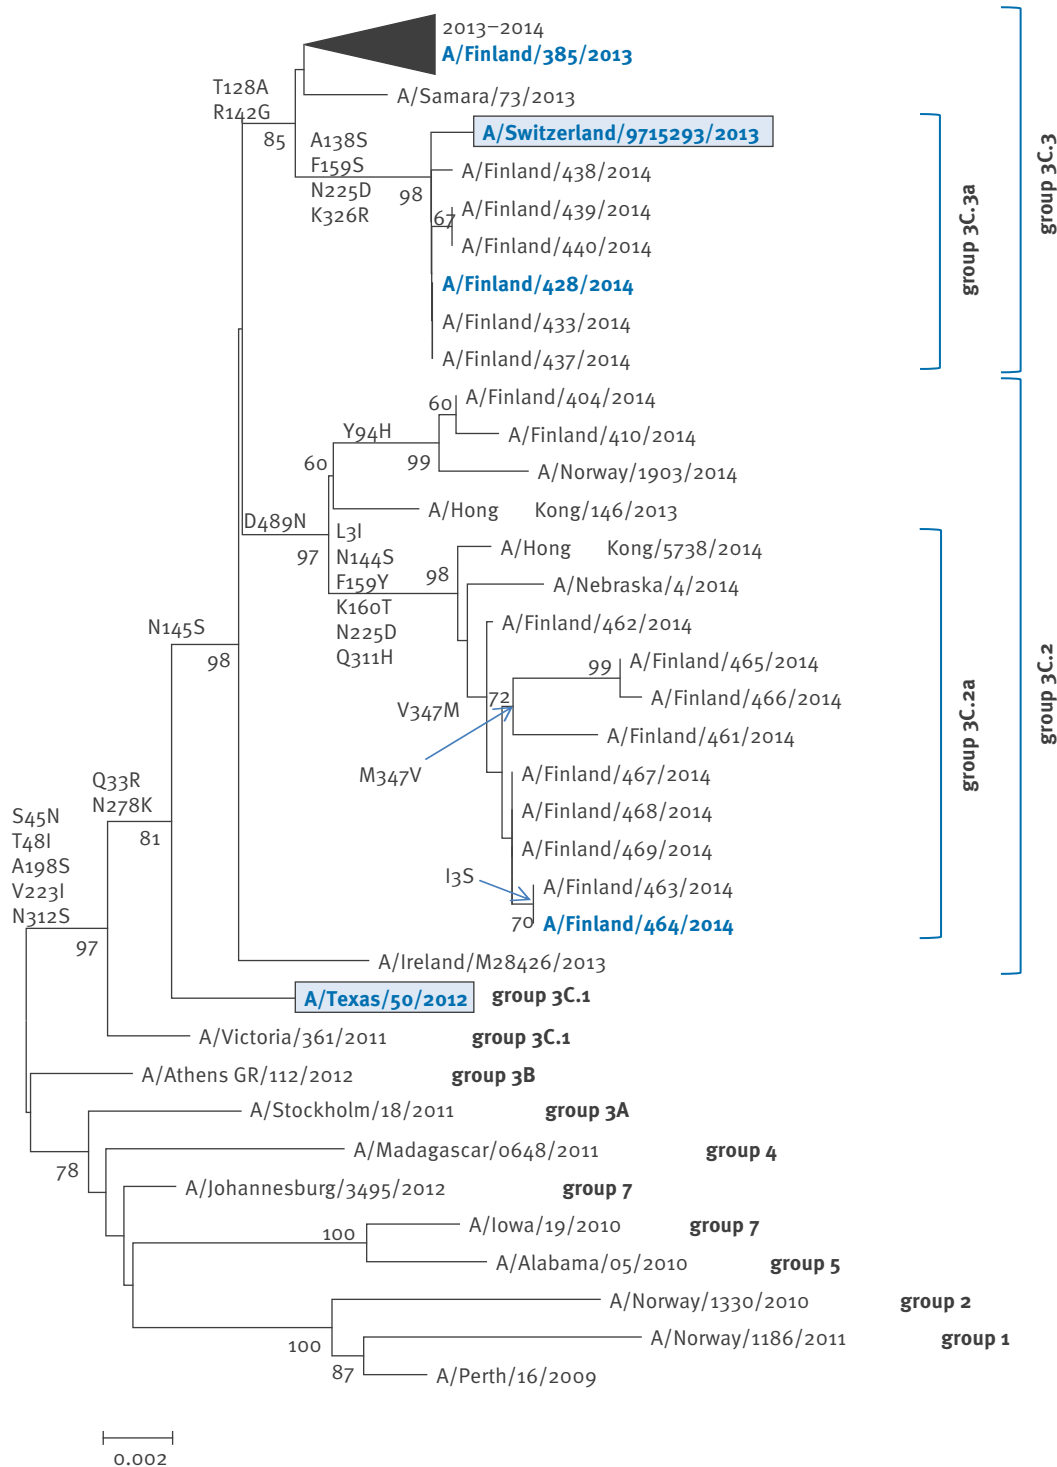 2013–2014
A/Finland/385/2013
T128A
R142G
A/Samara/73/2013
85
A138S
F159S
N225D
K326R
98
A/Switzerland/9715293/2013
A/Finland/438/2014
A/Finland/439/2014
67
A/Finland/440/2014
A/Finland/428/2014
A/Finland/433/2014
A/Finland/437/2014
group 3C.3a
group 3C.3
60
A/Finland/404/2014
Y94H
A/Finland/410/2014
60
99
A/Norway/1903/2014
A/Hong Kong/146/2013
D489N
97
L3I
N144S
F159Y
K160T
N225D
Q311H
98
A/Hong Kong/5738/2014
A/Nebraska/4/2014
A/Finland/462/2014
N145S
98
99
A/Finland/465/2014
72
A/Finland/466/2014
V347M
A/Finland/461/2014
M347V
A/Finland/467/2014
A/Finland/468/2014
A/Finland/469/2014
I3S
A/Finland/463/2014
70
A/Finland/464/2014
group 3C.2a
group 3C.2
Q33R
N278K
81
S45N
T48I
A198S
V223I
N312S
97
A/Ireland/M28426/2013
A/Texas/50/2012 group 3C.1
A/Victoria/361/2011 group 3C.1
A/Athens GR/112/2012 group 3B
A/Stockholm/18/2011 group 3A
78
A/Madagascar/0648/2011 group 4
A/Johannesburg/3495/2012 group 7
100
A/Iowa/19/2010 group 7
A/Alabama/05/2010 group 5
A/Norway/1330/2010 group 2
100
A/Norway/1186/2011 group 1
87
A/Perth/16/2009
0.002